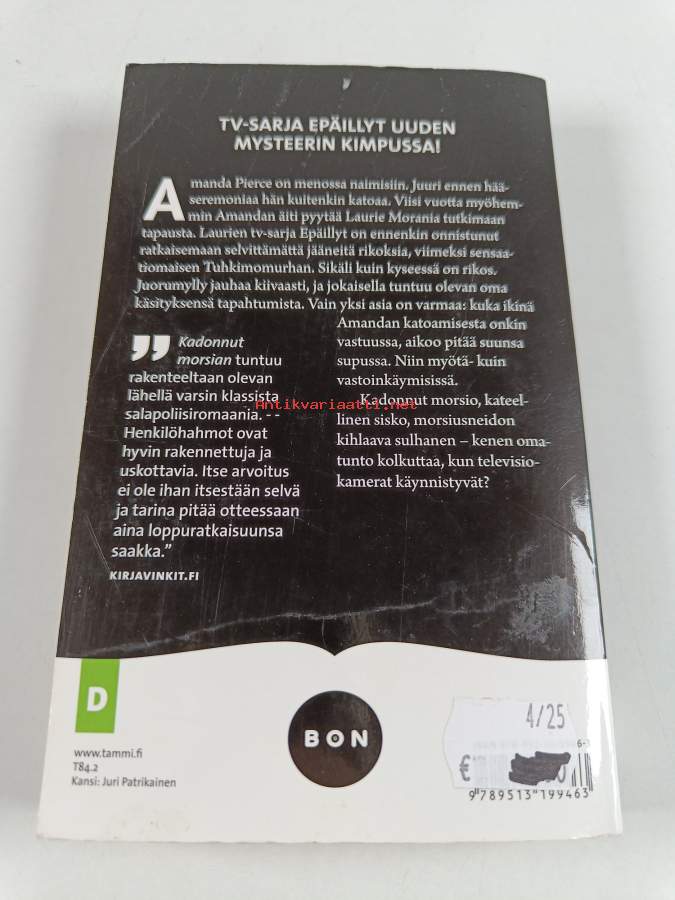 TV-SARJA EPÄILLYT UUDEN
MYSTEERIN KIMPUSSA!
Amanda Pierce on menossa naimisiin. Juuri ennen hää-
seremoniaa hän kuitenkin katoaa. Viisi vuotta myöhem-
min Amandan äiti pyytää Laurie Morania tutkimaan
tapausta. Laurien tv-sarja Epäillyt on ennenkin onnistunut
ratkaisemaan selvittämättä jääneitä rikoksia, viimeksi sensaa-
tiomaisen Tuhkimomurhan. Sikäli kuin kyseessä on rikos.
Juorumylly jauhaa kiivaasti, ja jokaisella tuntuu olevan oma
käsityksensä tapahtumista. Vain yksi asia on varmaa: kuka ikinä
Amandan katoamisesta onkin
vastuussa, aikoo pitää suunsa
supussa. Niin myötä- kuin
vastoinkäymisissä.
Kadonnut morsio, kateel-
linen sisko, morsiusneidon
kihlaava sulhanen – kenen oma-
tunto kolkuttaa, kun televisio-
kamerat käynnistyvät?
” Kadonnut
morsian tuntuu
rakenteeltaan olevan
lähellä varsin klassista
salapoliisiromaania. - -
Henkilöhahmot ovat
hyvin rakennettuja ja
uskottavia. Itse arvoitus
ei ole ihan itsestään selvä
ja tarina pitää otteessaan
aina loppuratkaisuunsa
saakka.”
KIRJAVINKIT.FI
Antikvariaatti.net
D
www.tammi.fi
T84.2
Kansi: Juri Patrikainen
BON
4/25
€
9 789513 199463